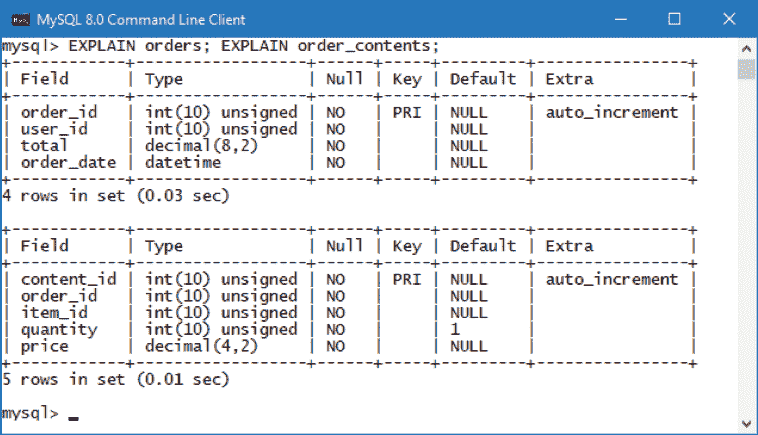 MySQL 8.0 Command Line Client
mysql> EXPLAIN orders; EXPLAIN order_contents;
+------------+------------------+------+-----+---------+----------------+
| Field      | Type             | Null | Key | Default | Extra          |
+------------+------------------+------+-----+---------+----------------+
| order_id   | int(10) unsigned | NO   | PRI | NULL    | auto_increment |
| user_id    | int(10) unsigned | NO   |     | NULL    |                |
| total      | decimal(8,2)     | NO   |     | NULL    |                |
| order_date | datetime         | NO   |     | NULL    |                |
+------------+------------------+------+-----+---------+----------------+
4 rows in set (0.03 sec)
+------------+------------------+------+-----+---------+----------------+
| Field      | Type             | Null | Key | Default | Extra          |
+------------+------------------+------+-----+---------+----------------+
| content_id | int(10) unsigned | NO   | PRI | NULL    | auto_increment |
| order_id   | int(10) unsigned | NO   |     | NULL    |                |
| item_id    | int(10) unsigned | NO   |     | NULL    |                |
| quantity   | int(10) unsigned | NO   |     | 1       |                |
| price      | decimal(4,2)     | NO   |     | NULL    |                |
+------------+------------------+------+-----+---------+----------------+
5 rows in set (0.01 sec)
mysql> _